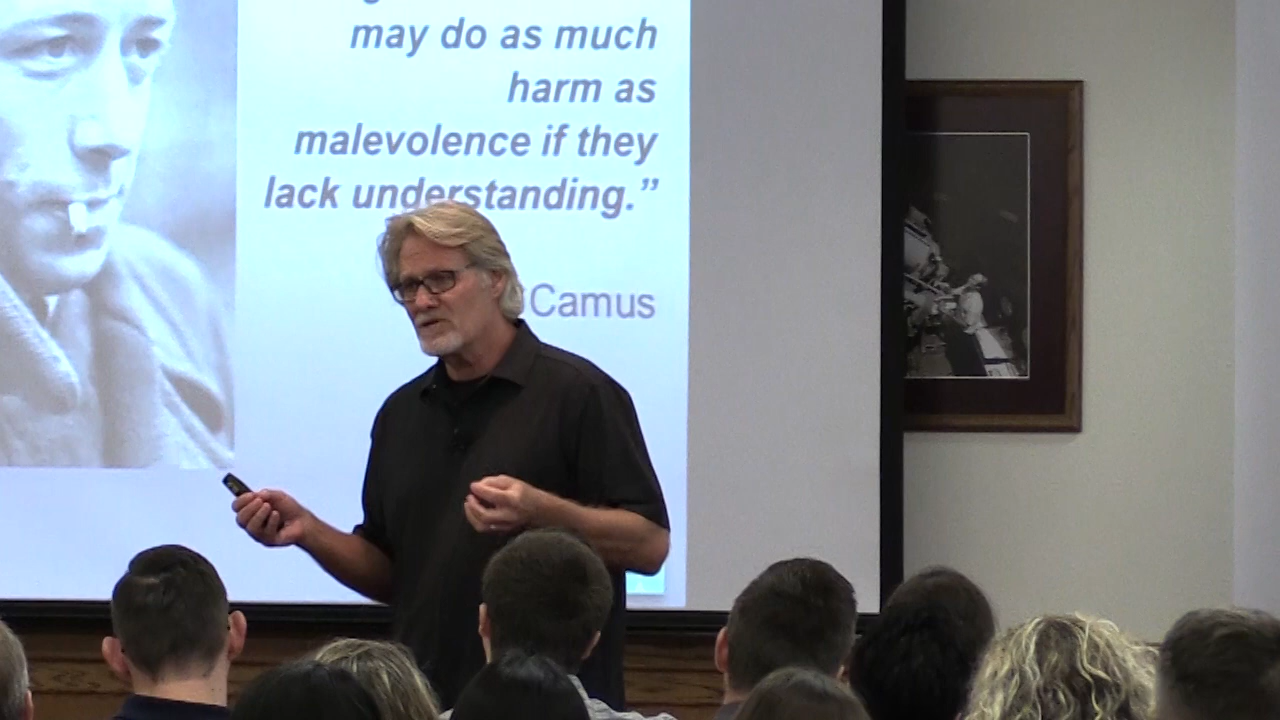 may do as much
harm as
malevolence if they
lack understanding.”
Camus